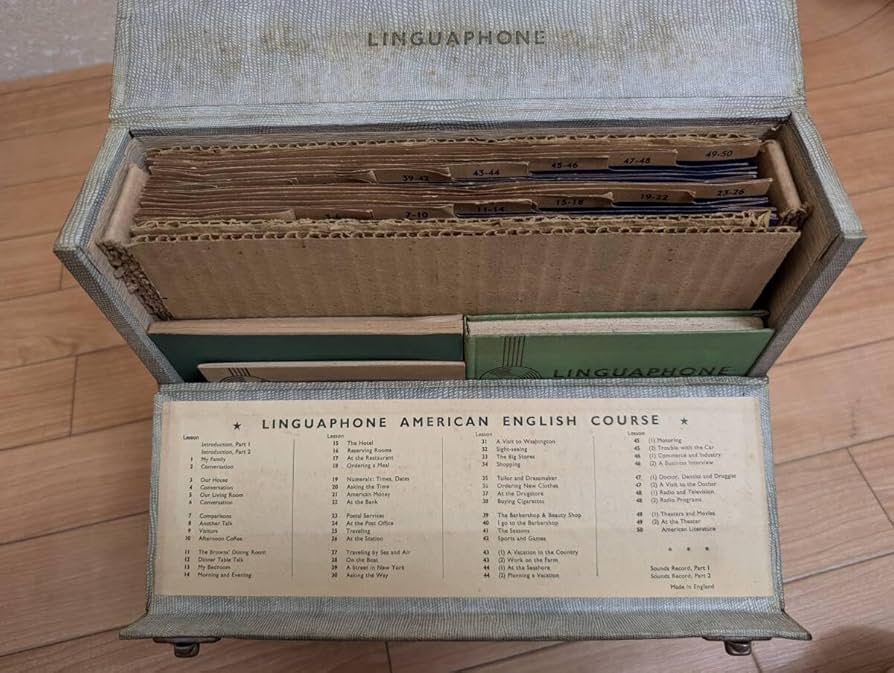 LINGUAPHONE
49-50
47-48
45-46
43-44
39-42
23-26
19-22
15-18
11-14
7-10
3-6
LINGUAPHONE
★ LINGUAPHONE AMERICAN ENGLISH COURSE ★
Lesson
Introduction, Part 1
Introduction, Part 2
1 My Family
2 Conversation
3 Our House
4 Conversation
5 Our Living Room
6 Conversation
7 Comparisons
8 Another Talk
9 Visitors
10 Afternoon Coffee
11 The Browns' Dining Room
12 Dinner Table Talk
13 My Bedroom
14 Morning and Evening
Lesson
15 The Hotel
16 Reserving Rooms
17 At the Restaurant
18 Ordering a Meal
19 Numerals: Times, Dates
20 Asking the Time
21 American Money
22 At the Bank
23 Postal Services
24 At the Post Office
25 Traveling
26 At the Station
27 Traveling by Sea and Air
28 On the Boat
29 A Street in New York
30 Asking the Way
Lesson
31 A Visit to Washington
32 Sight-seeing
33 The Big Stores
34 Shopping
35 Tailor and Dressmaker
36 Ordering New Clothes
37 At the Drugstore
38 Buying Cigarettes
39 The Barbershop & Beauty Shop
40 I go to the Barbershop
41 The Seasons
42 Sports and Games
43 (1) A Vacation in the Country
43 (2) Work on the Farm
44 (1) At the Seashore
44 (2) Planning a Vacation
Lesson
45 (1) Motoring
45 (2) Trouble with the Car
46 (1) Commerce and Industry
46 (2) A Business Interview
47 (1) Doctor, Dentist and Druggist
47 (2) A Visit to the Doctor
48 (1) Radio and Television
48 (2) Radio Programs
49 (1) Theaters and Movies
49 (2) At the Theater
50 American Literature
* * *
Sounds Record, Part 1
Sounds Record, Part 2
Made in England